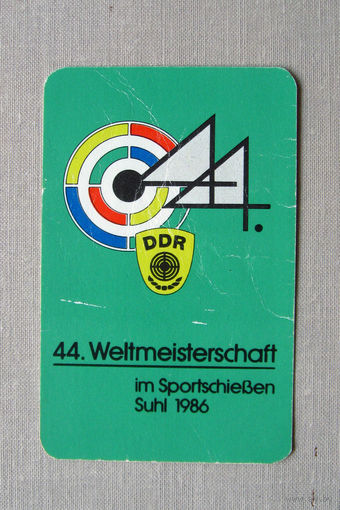 44.
DDR
44. Weltmeisterschaft
im Sportschießen
Suhl 1986